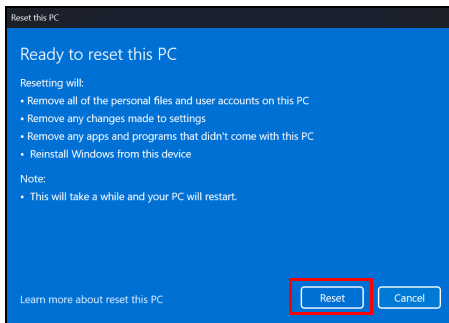 Reset this PC
Ready to reset this PC
Resetting will:
• Remove all of the personal files and user accounts on this PC
• Remove any changes made to settings
• Remove any apps and programs that didn't come with this PC
• Reinstall Windows from this device
Note:
• This will take a while and your PC will restart.
Learn more about reset this PC
Reset
Cancel